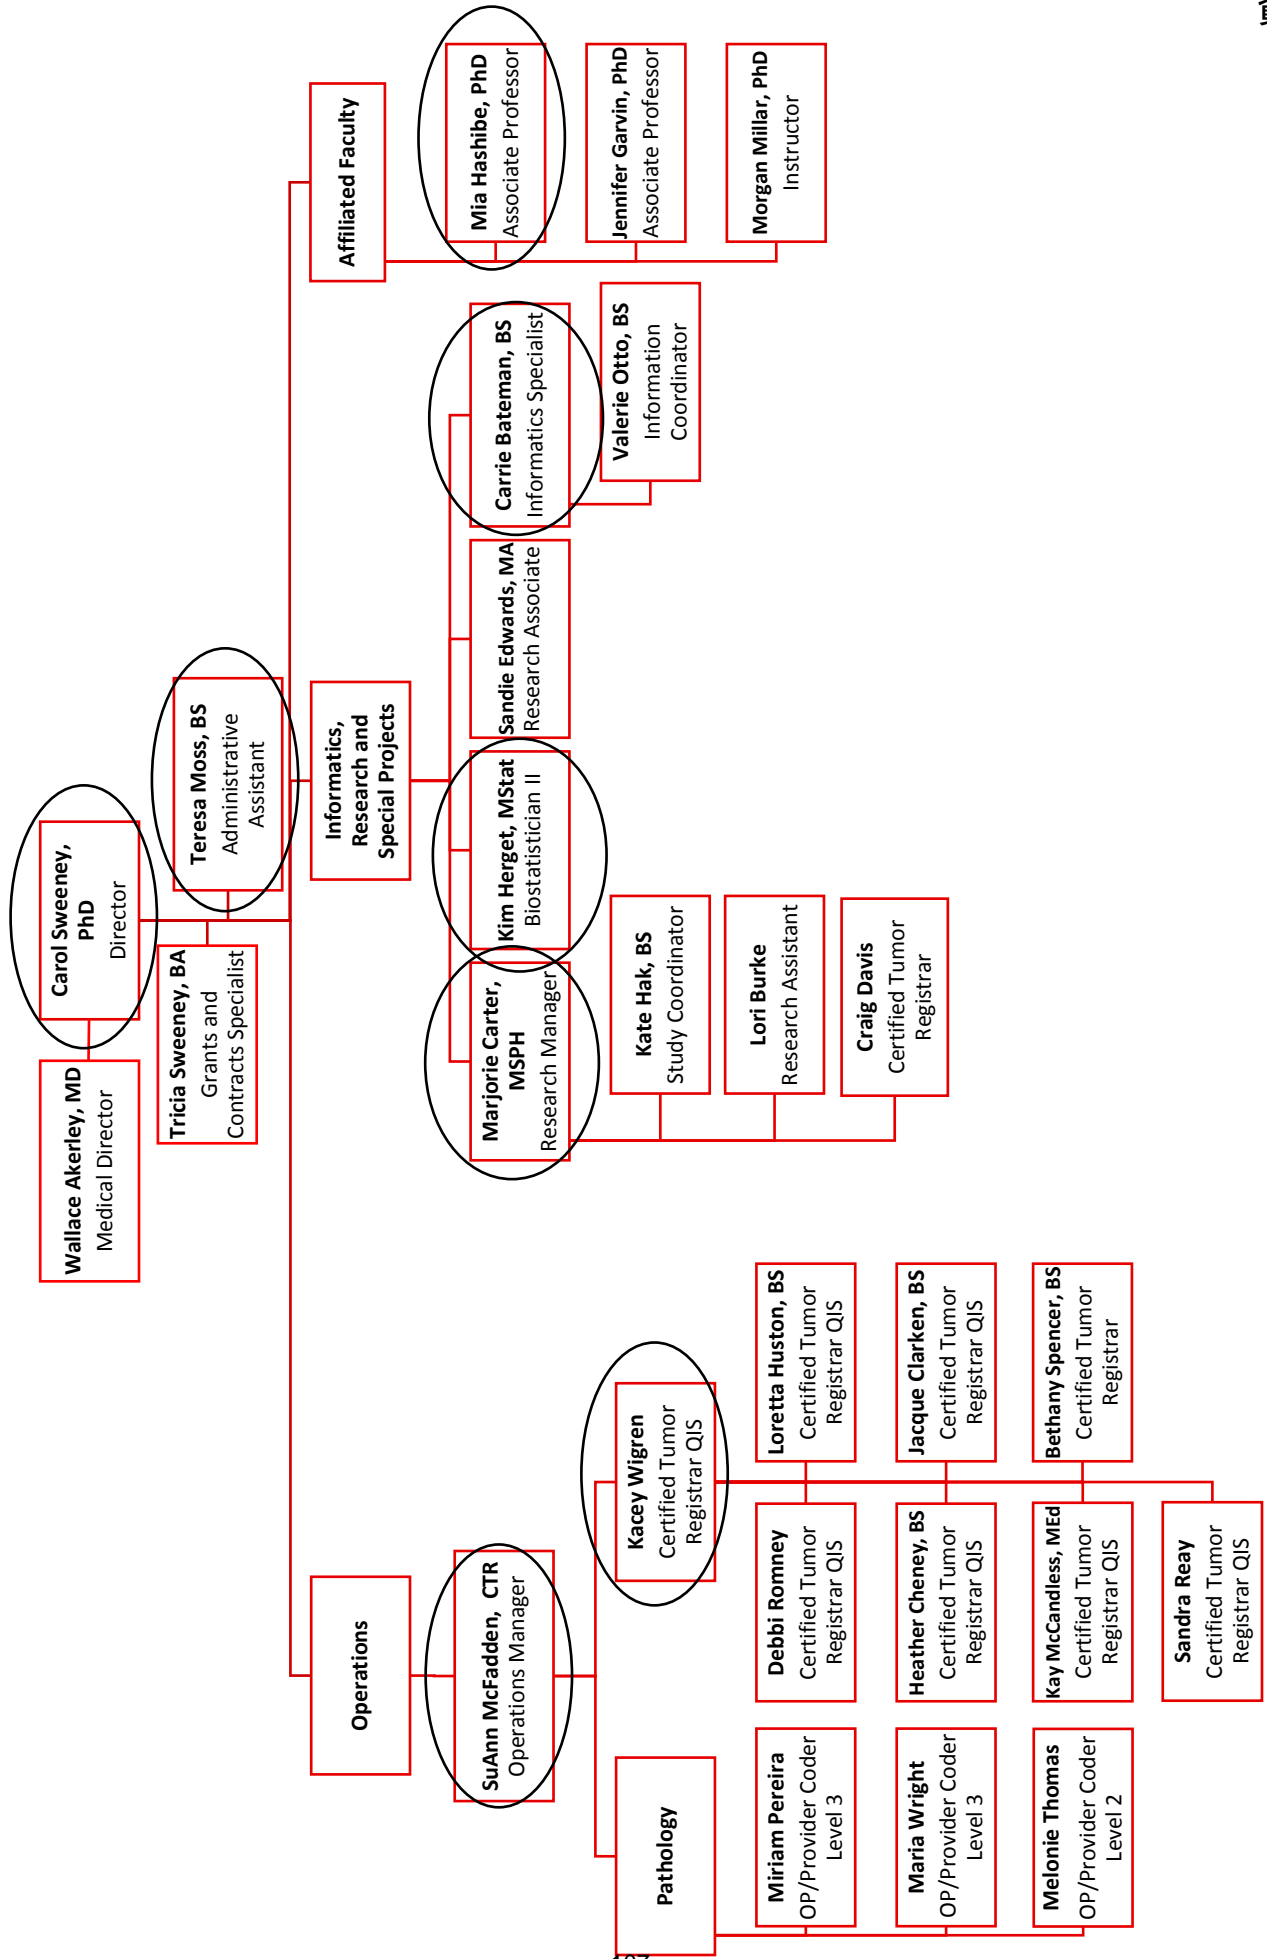 Wallace Akerley, MD
Medical Director
Carol Sweeney,
PhD
Director
Tricia Sweeney, BA
Grants and
Contracts Specialist
Teresa Moss, BS
Administrative
Assistant
Operations
Informatics,
Research and
Special Projects
Affiliated Faculty
SuAnn McFadden, CTR
Operations Manager
Pathology
Miriam Pereira
OP/Provider Coder
Level 3
Maria Wright
OP/Provider Coder
Level 3
Melonie Thomas
OP/Provider Coder
Level 2
Kacey Wigren
Certified Tumor
Registrar QIS
Debbi Romney
Certified Tumor
Registrar QIS
Loretta Huston, BS
Certified Tumor
Registrar QIS
Heather Cheney, BS
Certified Tumor
Registrar QIS
Jacque Clarken, BS
Certified Tumor
Registrar QIS
Kay McCandless, MEd
Certified Tumor
Registrar QIS
Bethany Spencer, BS
Certified Tumor
Registrar
Sandra Reay
Certified Tumor
Registrar QIS
Marjorie Carter,
MSPH
Research Manager
Kate Hak, BS
Study Coordinator
Lori Burke
Research Assistant
Craig Davis
Certified Tumor
Registrar
Kim Herget, MStat
Biostatistician II
Sandie Edwards, MA
Research Associate
Carrie Bateman, BS
Informatics Specialist
Valerie Otto, BS
Information
Coordinator
Mia Hashibe, PhD
Associate Professor
Jennifer Garvin, PhD
Associate Professor
Morgan Millar, PhD
Instructor